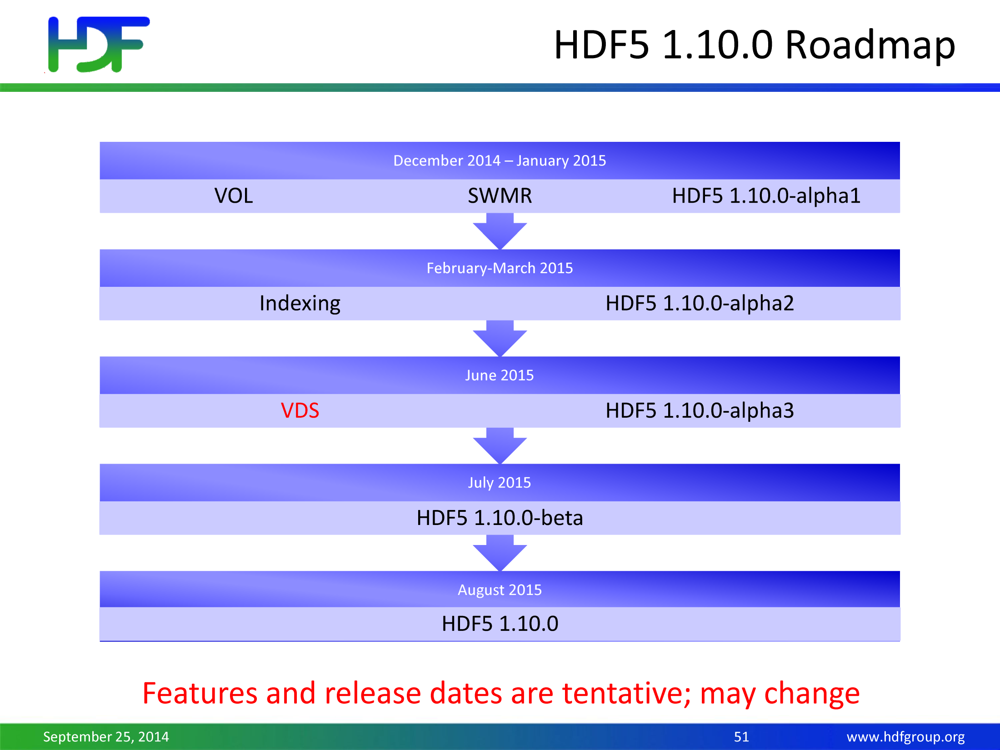 HDF
HDF5 1.10.0 Roadmap
December 2014 – January 2015
VOL SWMR HDF5 1.10.0-alpha1
February-March 2015
Indexing HDF5 1.10.0-alpha2
June 2015
VDS HDF5 1.10.0-alpha3
July 2015
HDF5 1.10.0-beta
August 2015
HDF5 1.10.0
Features and release dates are tentative; may change
September 25, 2014 51 www.hdfgroup.org